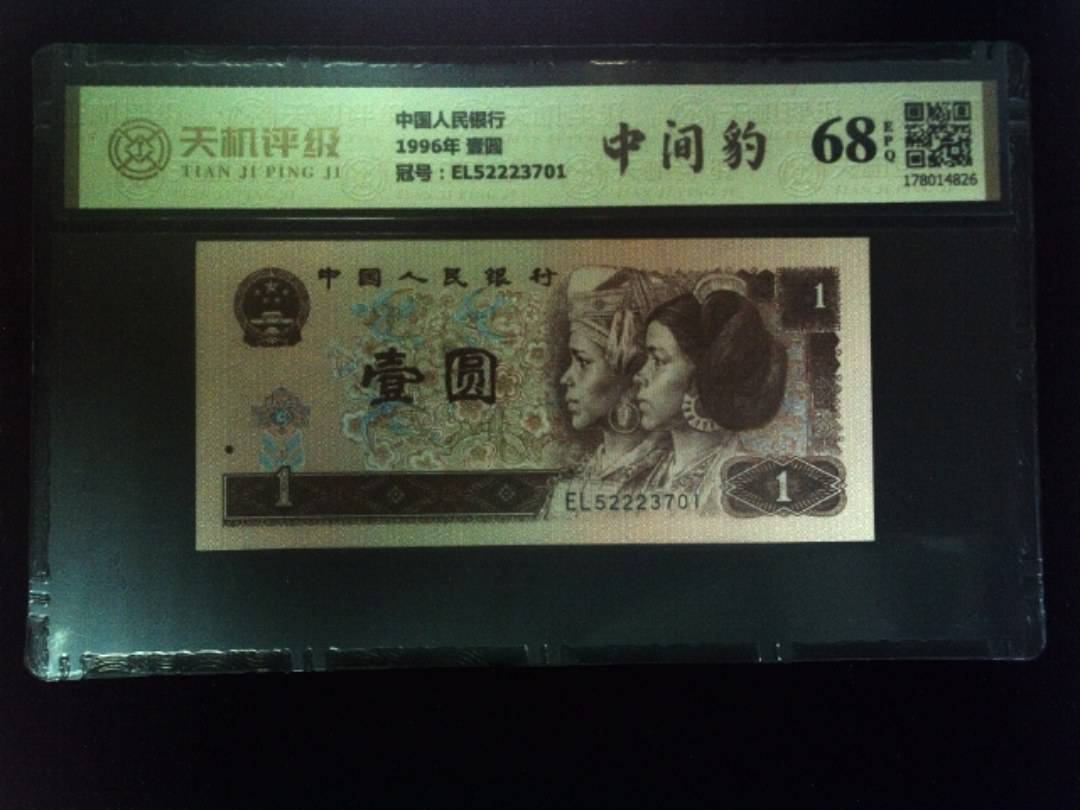 天机评级
TIAN JI PING JI
中国人民银行
1996年 壹圆
冠号：EL52223701
中间豹
68
EPQ
178014826
中国人民银行
1
壹圆
1
EL52223701
1